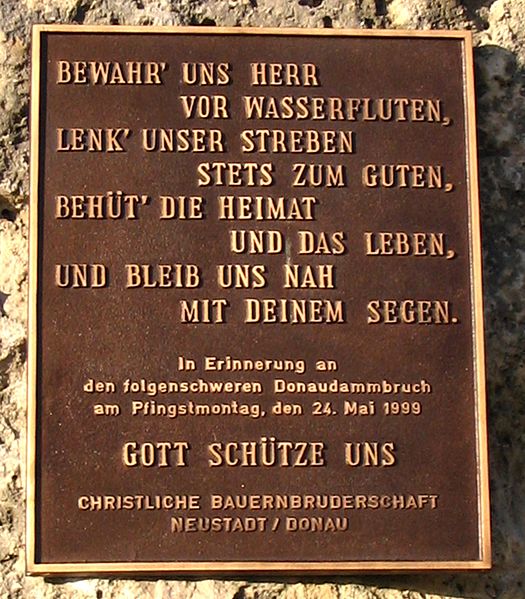 BEWAHR' UNS HERR
VOR WASSERFLUTEN,
LENK' UNSER STREBEN
STETS ZUM GUTEN,
BEHÜT' DIE HEIMAT
UND DAS LEBEN,
UND BLEIB UNS NAH
MIT DEINEM SEGEN.
In Erinnerung an
den folgenschweren Donaudammbruch
am Pfingstmontag, den 24. Mai 1999
GOTT SCHÜTZE UNS
CHRISTLICHE BAUERNBRUDERSCHAFT
NEUSTADT / DONAU